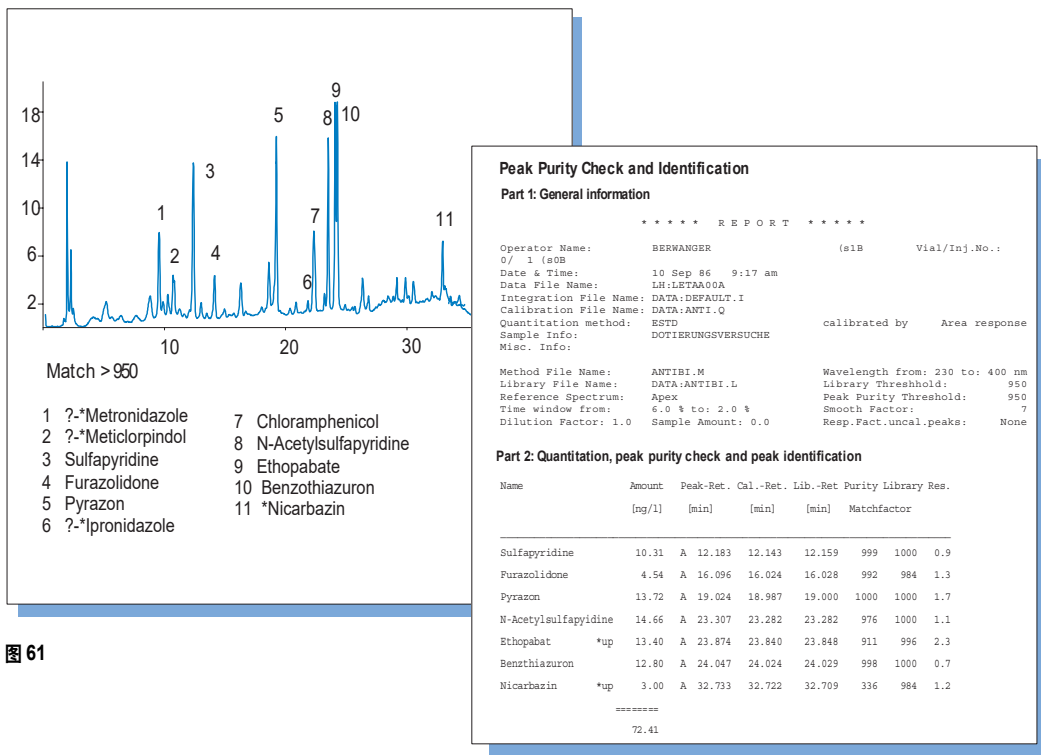 18
14
10
6
2
10
20
30
1
2
3
4
5
6
7
8
9
10
11
Match > 950
1 ?-*Metronidazole
2 ?-*Meticlorpindol
3 Sulfapyridine
4 Furazolidone
5 Pyrazon
6 ?-*Ipronidazole
7 Chloramphenicol
8 N-Acetylsulfapyridine
9 Ethopabate
10 Benzothiazuron
11 *Nicarbazin
图 61
Peak Purity Check and Identification
Part 1: General information
* * * * * R E P O R T * * * * *
Operator Name: BERWANGER (s1B Vial/Inj.No.:
0/ 1 (s0B
Date & Time: 10 Sep 86 9:17 am
Data File Name: LH:LETAA00A
Integration File Name: DATA:DEFAULT.I
Calibration File Name: DATA:ANTI.Q
Quantitation method: ESTD calibrated by Area response
Sample Info: DOTIERUNGSVERSUCHE
Misc. Info:
Method File Name: ANTIBI.M Wavelength from: 230 to: 400 nm
Library File Name: DATA:ANTIBI.L Library Threshhold: 950
Reference Spectrum: Apex Peak Purity Threshold: 950
Time window from: 6.0 % to: 2.0 % Smooth Factor: 7
Dilution Factor: 1.0 Sample Amount: 0.0 Resp.Fact.uncal.peaks: None
Part 2: Quantitation, peak purity check and peak identification
Name Amount Peak-Ret. Cal.-Ret. Lib.-Ret Purity Library Res.
[ng/l] [min] [min] [min] Matchfactor
Sulfapyridine 10.31 A 12.183 12.143 12.159 999 1000 0.9
Furazolidone 4.54 A 16.096 16.024 16.028 992 984 1.3
Pyrazon 13.72 A 19.024 18.987 19.000 1000 1000 1.7
N-Acetylsulfapyidine 14.66 A 23.307 23.282 23.282 976 1000 1.1
Ethopabat *up 13.40 A 23.874 23.840 23.848 911 996 2.3
Benzthiazuron 12.80 A 24.047 24.024 24.029 998 1000 0.7
Nicarbazin *up 3.00 A 32.733 32.722 32.709 336 984 1.2
========
72.41